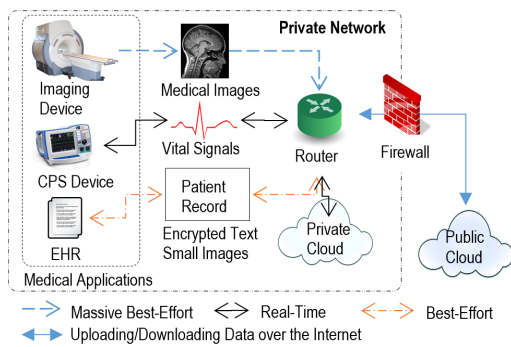 Private Network
Imaging
Device
Medical Images
CPS Device
Vital Signals
Router
Firewall
EHR
Patient
Record
Encrypted Text
Small Images
Private
Cloud
Public
Cloud
Medical Applications
Massive Best-Effort
Real-Time
Best-Effort
Uploading/Downloading Data over the Internet